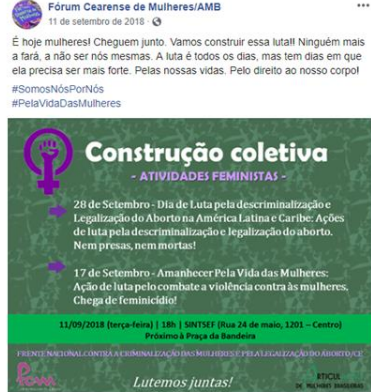 Fórum Cearense de Mulheres/AMB
11 de setembro de 2018 ·
É hoje mulheres! Cheguem junto. Vamos construir essa luta!! Ninguém mais
a fará, a não ser nós mesmas. A luta é todos os dias, mas tem dias em que
ela precisa ser mais forte. Pelas nossas vidas. Pelo direito ao nosso corpo!
#SomosNósPorNós
#PelaVidaDasMulheres
Construção coletiva
- ATIVIDADES FEMINISTAS -
28 de Setembro - Dia de Luta pela descriminalização e
Legalização do Aborto na América Latina e Caribe: Ações
de luta pela descriminalização e legalização do aborto.
Nem presas, nem mortas!
17 de Setembro - Amanhecer Pela Vida das Mulheres:
Ação de luta pelo combate a violência contra às mulheres.
Chega de feminicídio!
11/09/2018 (terça-feira) | 18h | SINTSEF (Rua 24 de maio, 1201 – Centro)
Próximo à Praça da Bandeira
FRENTE NACIONAL CONTRA A CRIMINALIZAÇÃO DAS MULHERES E PELA LEGALIZAÇÃO DO ABORTO/CE
Lutemos juntas!
ARTICUL
DE MULHERES BRASILEIRAS